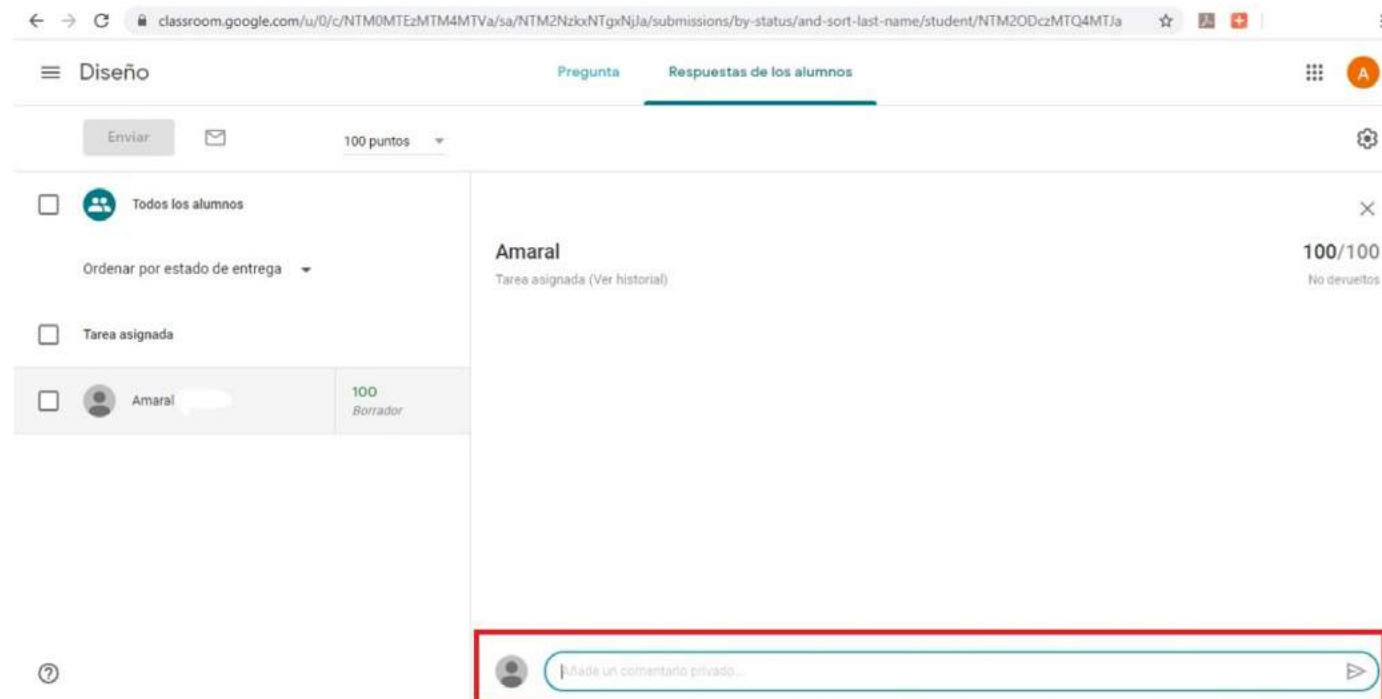 classroom.google.com/u/0/c/NTM0MTEzMTM4MTVa/sa/NTM2NzkxNTgxNjJa/submissions/by-status/and-sort-last-name/student/NTM2ODczMTQ4MTJa
Diseño
Pregunta
Respuestas de los alumnos
A
Enviar
100 puntos
Todos los alumnos
Ordenar por estado de entrega
Tarea asignada
Amaral
100
Borrador
Amaral
100/100
Tarea asignada (Ver historial)
No devueltos
Añade un comentario privado...